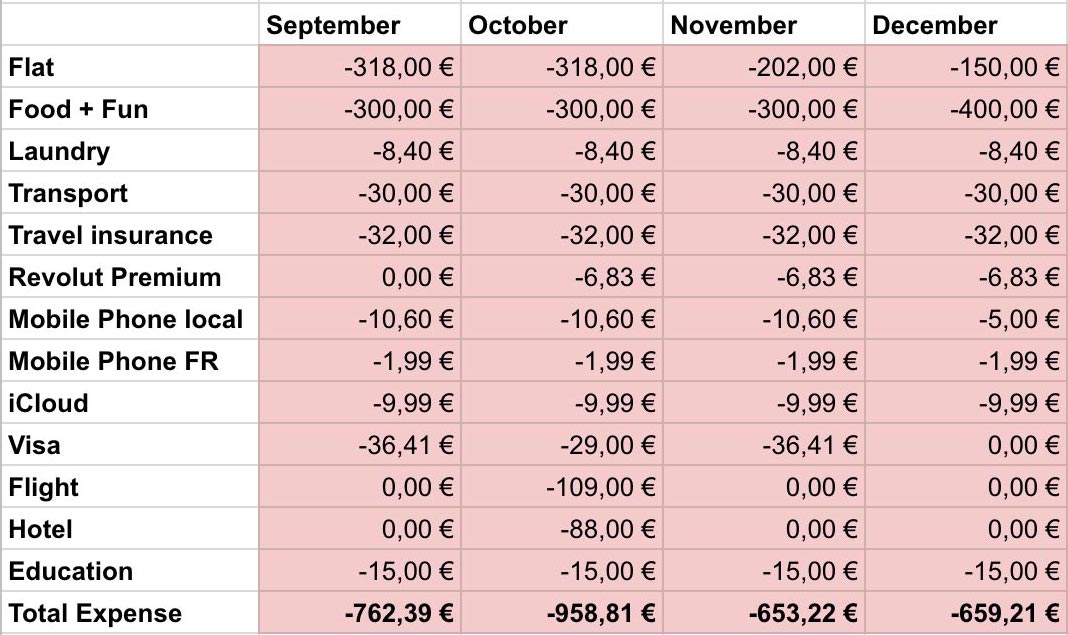 September October November December
Flat -318,00 € -318,00 € -202,00 € -150,00 €
Food + Fun -300,00 € -300,00 € -300,00 € -400,00 €
Laundry -8,40 € -8,40 € -8,40 € -8,40 €
Transport -30,00 € -30,00 € -30,00 € -30,00 €
Travel insurance -32,00 € -32,00 € -32,00 € -32,00 €
Revolut Premium 0,00 € -6,83 € -6,83 € -6,83 €
Mobile Phone local -10,60 € -10,60 € -10,60 € -5,00 €
Mobile Phone FR -1,99 € -1,99 € -1,99 € -1,99 €
iCloud -9,99 € -9,99 € -9,99 € -9,99 €
Visa -36,41 € -29,00 € -36,41 € 0,00 €
Flight 0,00 € -109,00 € 0,00 € 0,00 €
Hotel 0,00 € -88,00 € 0,00 € 0,00 €
Education -15,00 € -15,00 € -15,00 € -15,00 €
Total Expense -762,39 € -958,81 € -653,22 € -659,21 €